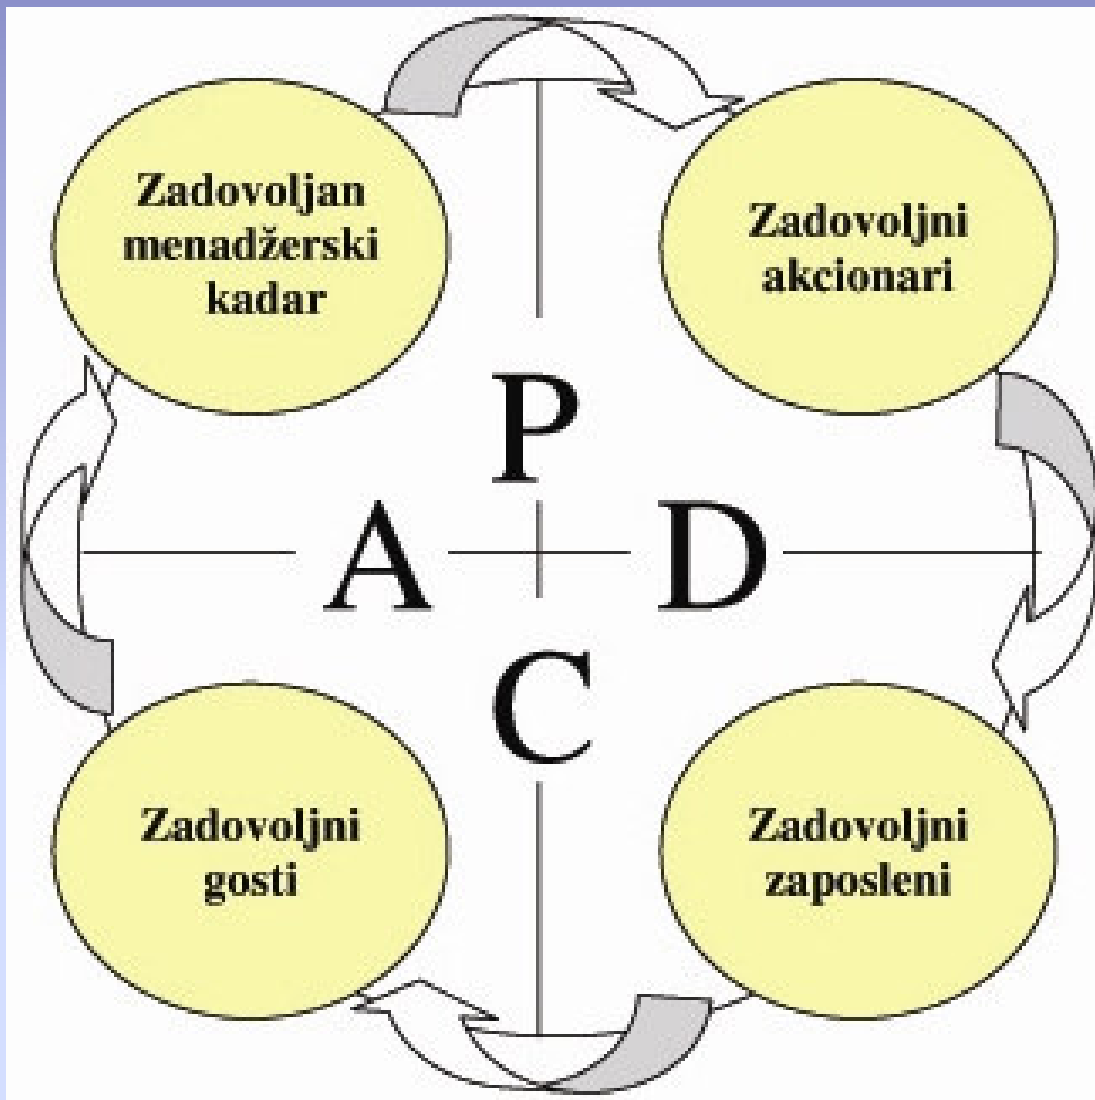 Zadovoljan
menadžerski
kadar
Zadovoljni
akcionari
P
A
D
C
Zadovoljni
gosti
Zadovoljni
zaposleni